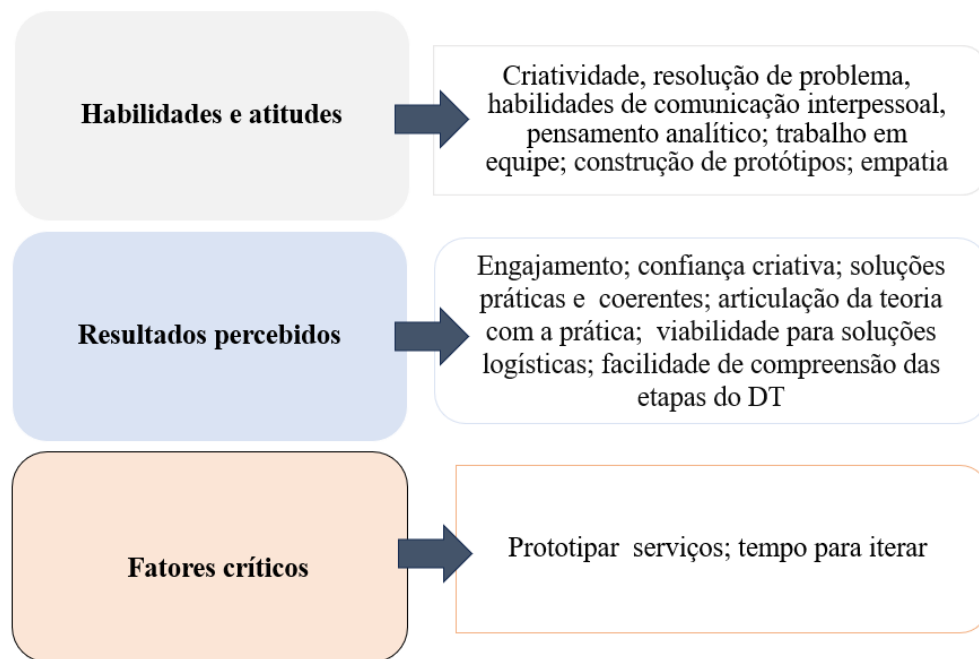 Habilidades e atitudes
Criatividade, resolução de problema,
habilidades de comunicação interpessoal,
pensamento analítico; trabalho em
equipe; construção de protótipos; empatia
Resultados percebidos
Engajamento; confiança criativa; soluções
práticas e coerentes; articulação da teoria
com a prática; viabilidade para soluções
logísticas; facilidade de compreensão das
etapas do DT
Fatores críticos
Prototipar serviços; tempo para iterar